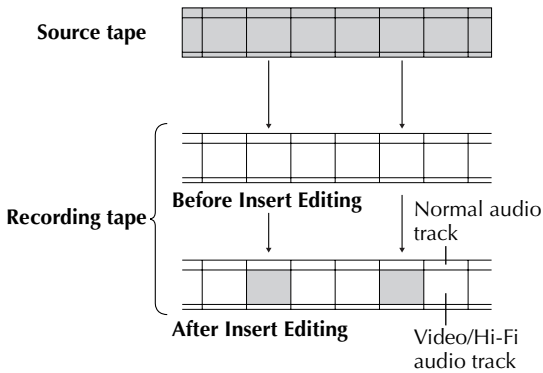 Source tape
Before Insert Editing
Recording tape
Normal audio
track
After Insert Editing
Video/Hi-Fi
audio track